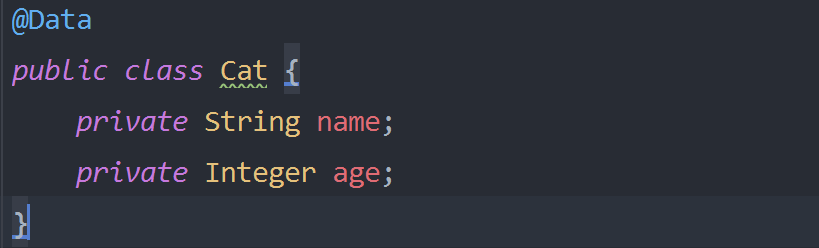 @Data
public class Cat {
    private String name;
    private Integer age;
}